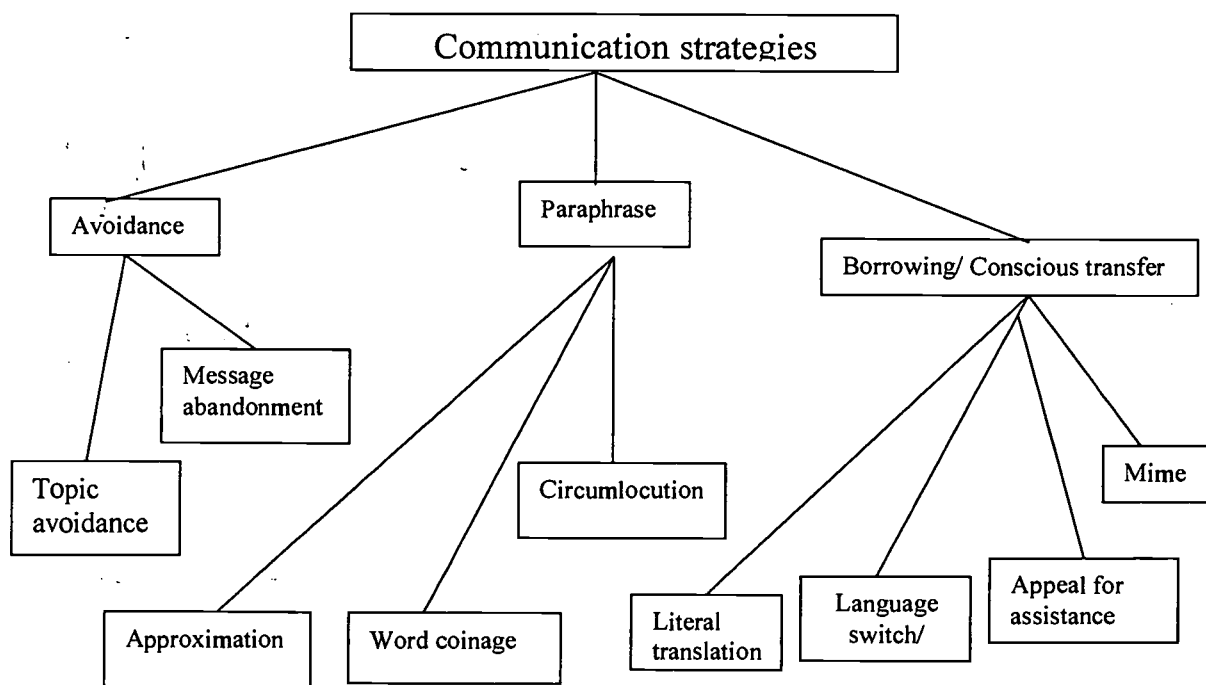 Communication strategies
Avoidance
Paraphrase
Borrowing/ Conscious transfer
Message
abandonment
Topic
avoidance
Circumlocution
Mime
Approximation
Word coinage
Literal
translation
Language
switch/
Appeal for
assistance